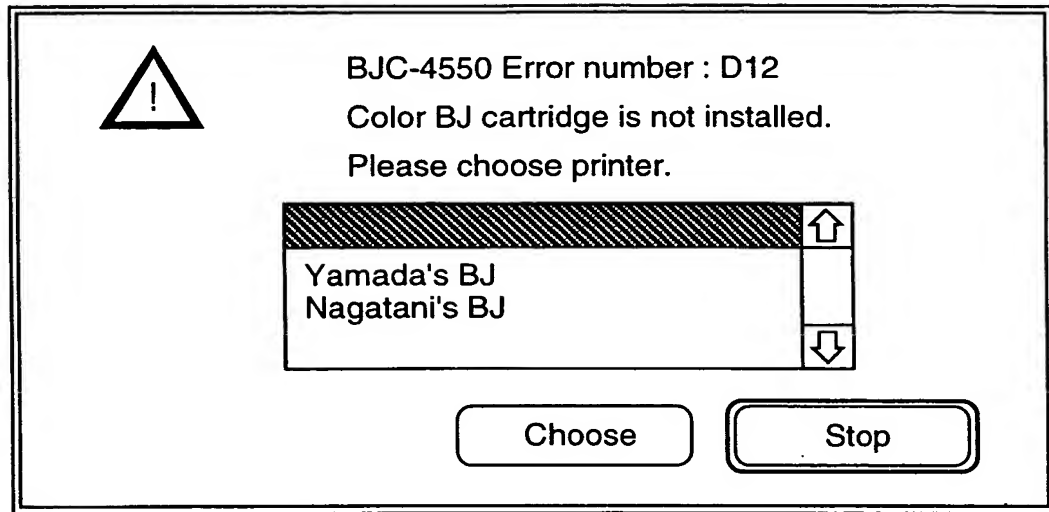 BJC-4550 Error number : D12
Color BJ cartridge is not installed.
Please choose printer.
Yamada's BJ
Nagatani's BJ
Choose
Stop